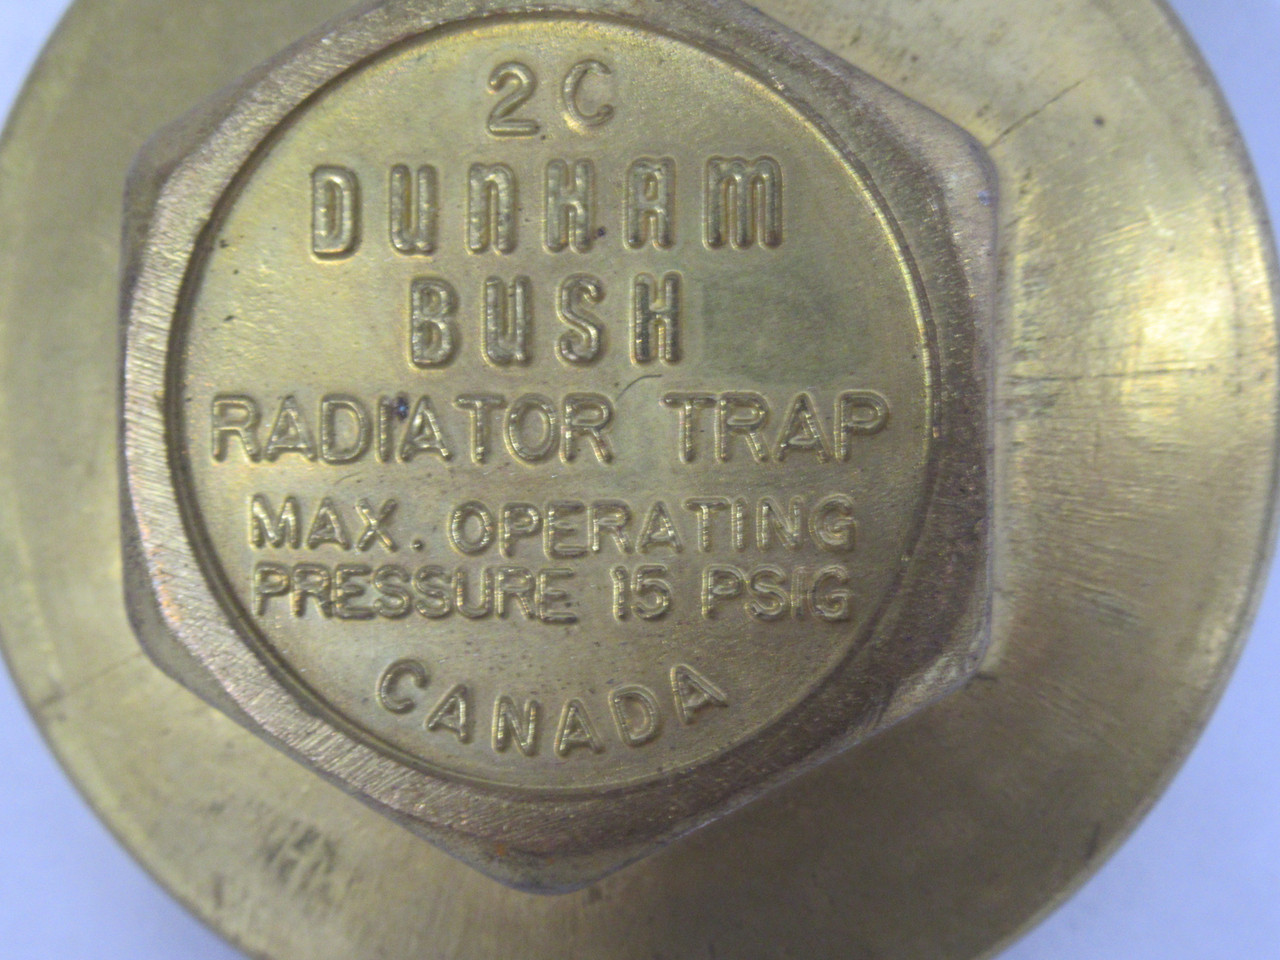 2C
DUNHAM
BUSH
RADIATOR TRAP
MAX. OPERATING
PRESSURE 15 PSIG
CANADA